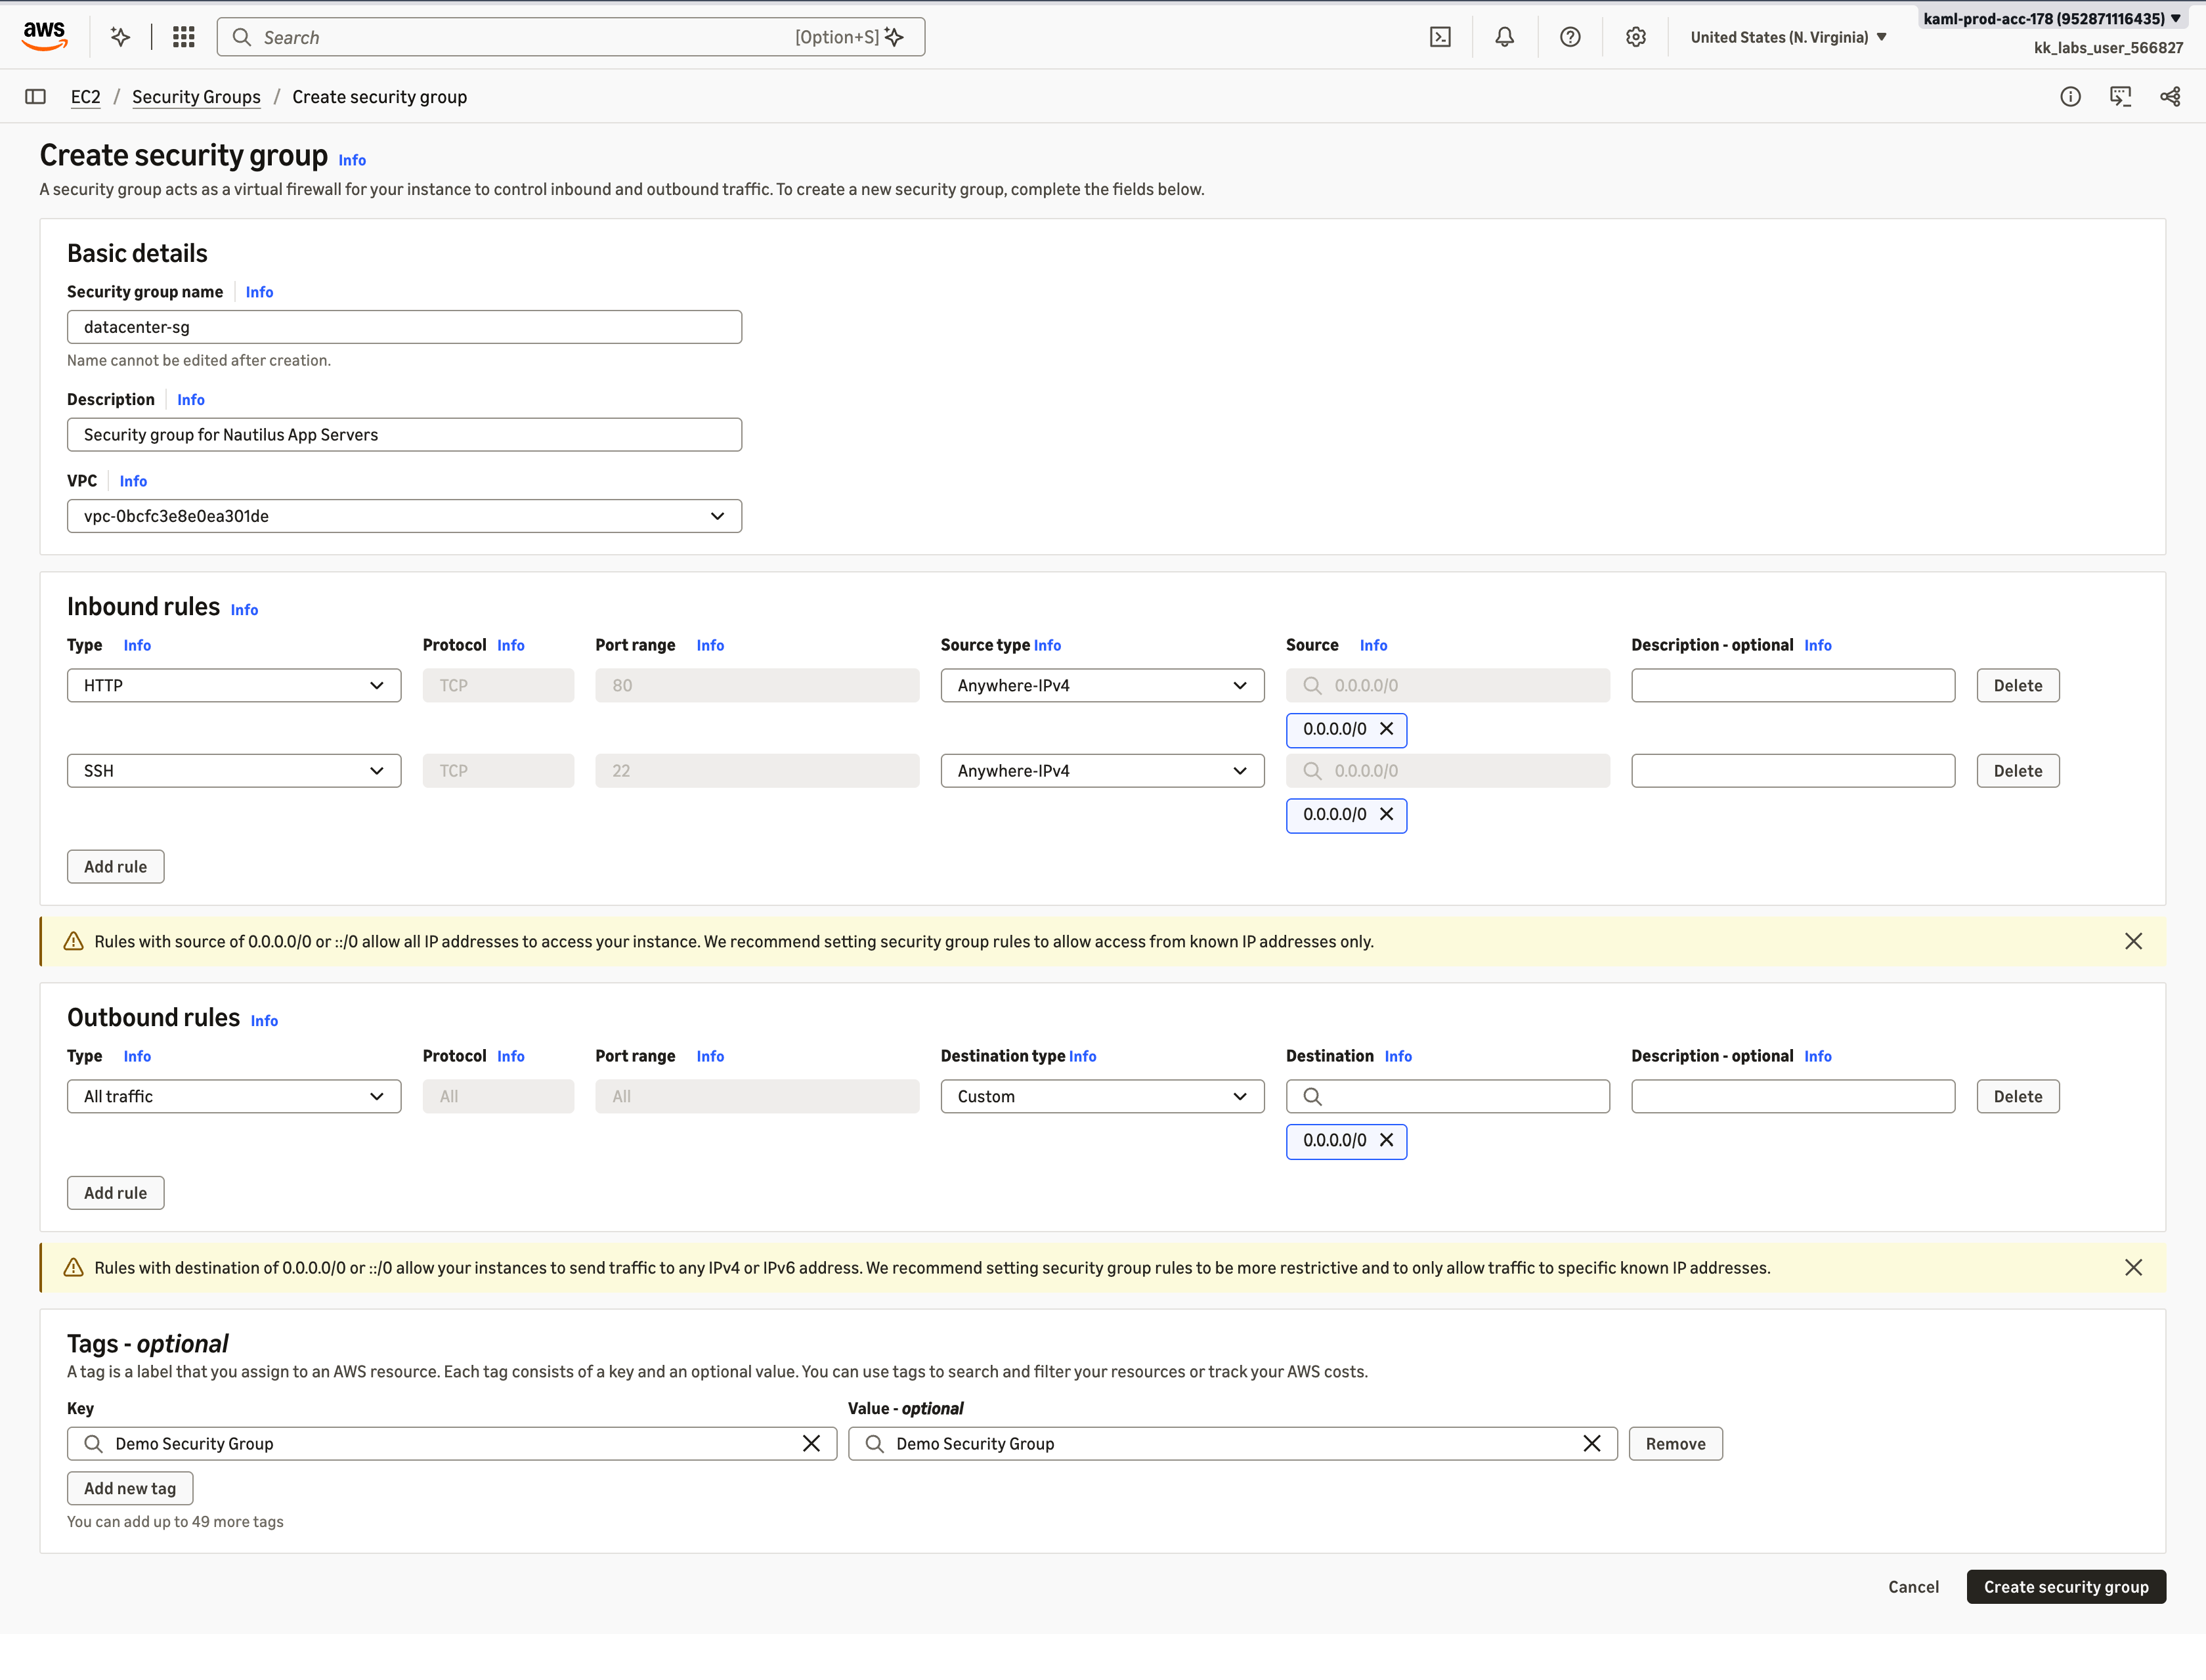 aws
Search [Option+S]
United States (N. Virginia)
kaml-prod-acc-178 (952871116435)
kk_labs_user_566827
EC2 / Security Groups / Create security group
Create security group Info
A security group acts as a virtual firewall for your instance to control inbound and outbound traffic. To create a new security group, complete the fields below.
Basic details
Security group name Info
datacenter-sg
Name cannot be edited after creation.
Description Info
Security group for Nautilus App Servers
VPC Info
vpc-0bcfc3e8e0ea301de
Inbound rules Info
Type Info Protocol Info Port range Info Source type Info Source Info Description - optional Info
HTTP TCP 80 Anywhere-IPv4 0.0.0.0/0 Delete
0.0.0.0/0
SSH TCP 22 Anywhere-IPv4 0.0.0.0/0 Delete
0.0.0.0/0
Add rule
Rules with source of 0.0.0.0/0 or ::/0 allow all IP addresses to access your instance. We recommend setting security group rules to allow access from known IP addresses only.
Outbound rules Info
Type Info Protocol Info Port range Info Destination type Info Destination Info Description - optional Info
All traffic All All Custom Delete
0.0.0.0/0
Add rule
Rules with destination of 0.0.0.0/0 or ::/0 allow your instances to send traffic to any IPv4 or IPv6 address. We recommend setting security group rules to be more restrictive and to only allow traffic to specific known IP addresses.
Tags - optional
A tag is a label that you assign to an AWS resource. Each tag consists of a key and an optional value. You can use tags to search and filter your resources or track your AWS costs.
Key Value - optional
Demo Security Group Demo Security Group Remove
Add new tag
You can add up to 49 more tags
Cancel Create security group